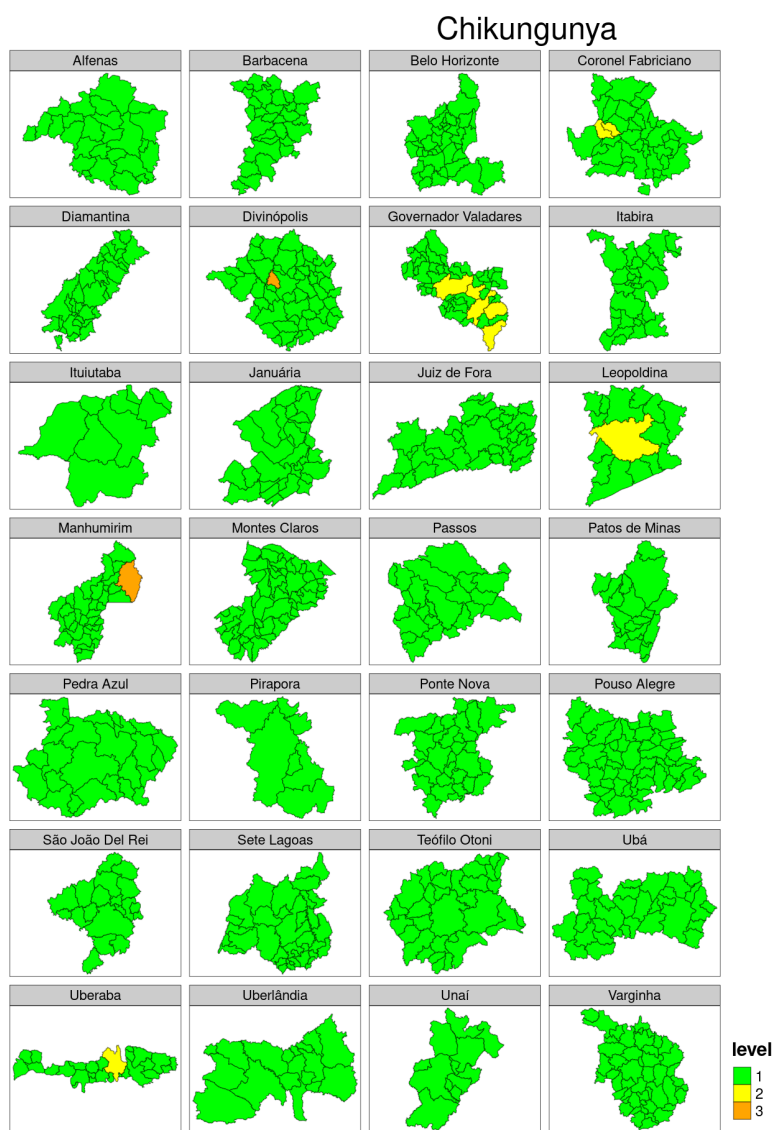 Chikungunya
Alfenas
Barbacena
Belo Horizonte
Coronel Fabriciano
Diamantina
Divinópolis
Governador Valadares
Itabira
Ituiutaba
Januária
Juiz de Fora
Leopoldina
Manhumirim
Montes Claros
Passos
Patos de Minas
Pedra Azul
Pirapora
Ponte Nova
Pouso Alegre
São João Del Rei
Sete Lagoas
Teófilo Otoni
Ubá
Uberaba
Uberlândia
Unaí
Varginha
level
1
2
3